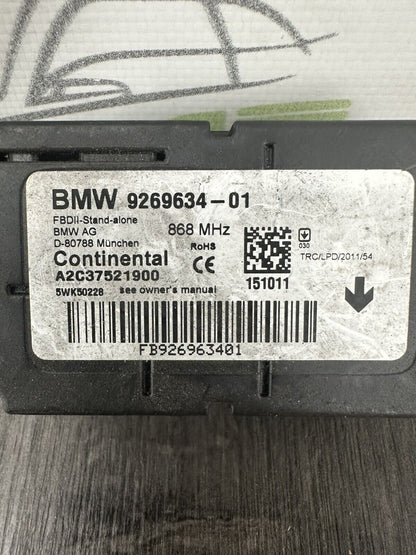 BMW 9269634-01
FBDII-Stand-alone
BMW AG
D-80788 München
868 MHz
RoHS
CE
Continental
A2C37521900
5WK50228
see owner's manual
151011
030
TRC/LPD/2011/54
FB926963401